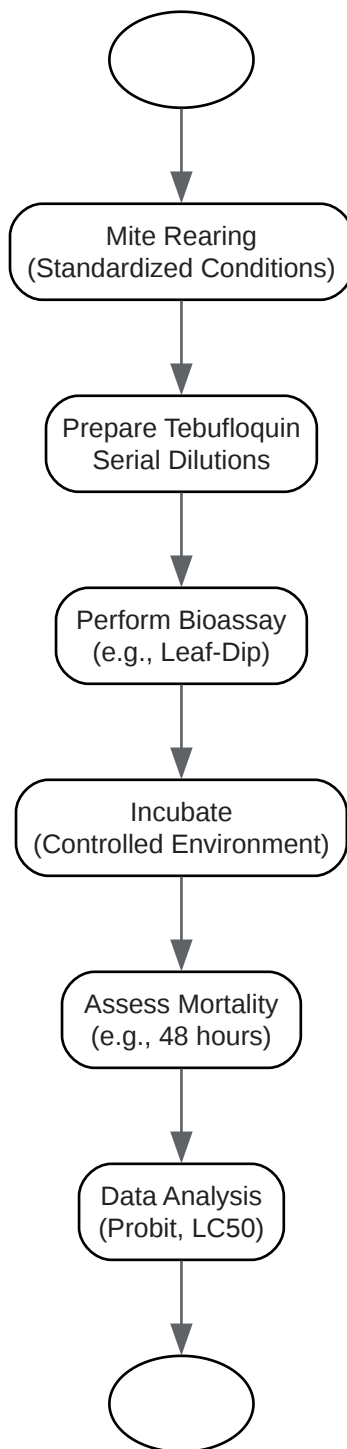 Mite Rearing
(Standardized Conditions)
Prepare Tebufloquin
Serial Dilutions
Perform Bioassay
(e.g., Leaf-Dip)
Incubate
(Controlled Environment)
Assess Mortality
(e.g., 48 hours)
Data Analysis
(Probit, LC50)